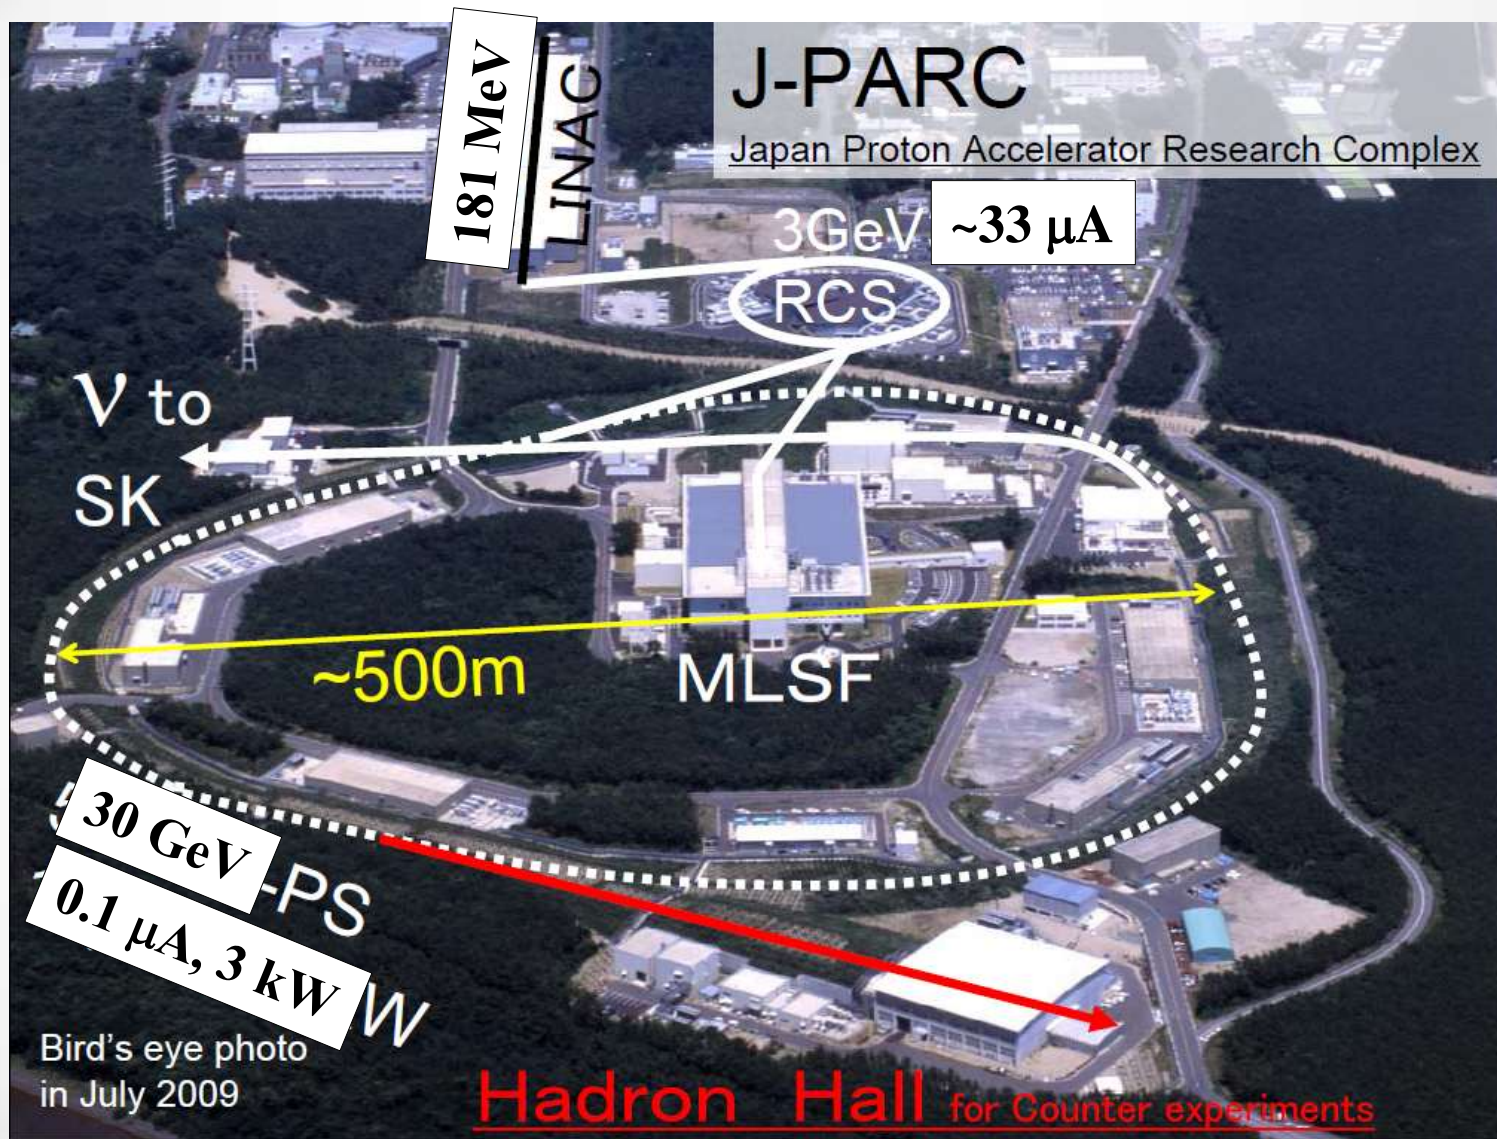 J-PARC
Japan Proton Accelerator Research Complex
181 MeV
LINAC
3GeV
~33 μA
RCS
ν to
SK
~500m
MLSF
30 GeV
-PS
0.1 μA, 3 kW
W
Bird's eye photo
in July 2009
Hadron Hall for Counter experiments